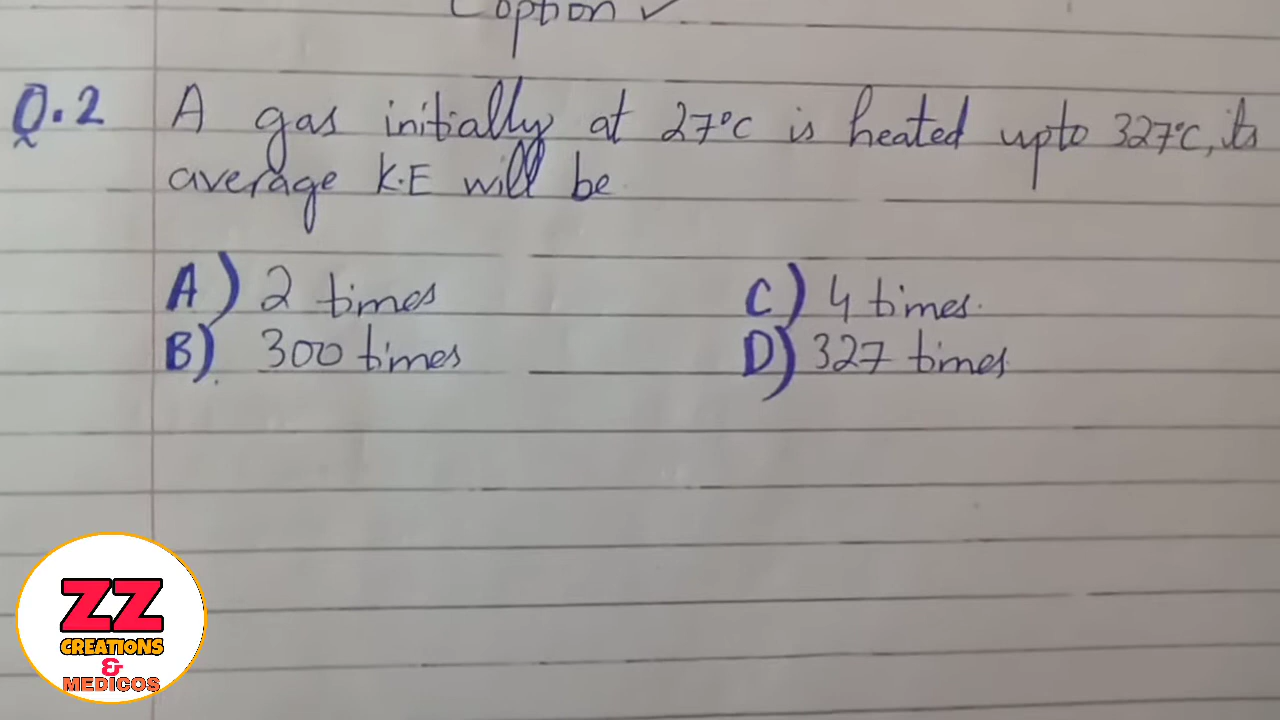 C option ✓
Q.2 A gas initially at 27°C is heated upto 327°C, its
average K.E will be
A) 2 times
C) 4 times.
B) 300 times
D) 327 times
ZZ
CREATIONS
&
MEDICOS